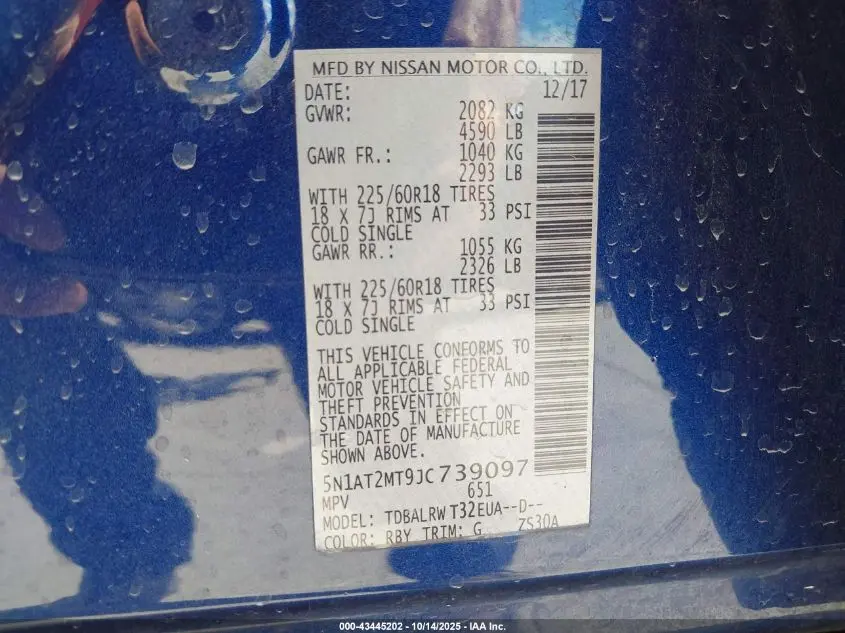 MFD BY NISSAN MOTOR CO., LTD.
DATE: 12/17
GVWR: 2082 KG
4590 LB
GAWR FR.: 1040 KG
2293 LB
WITH 225/60R18 TIRES
18 X 7J RIMS AT 33 PSI
COLD SINGLE
GAWR RR.: 1055 KG
2326 LB
WITH 225/60R18 TIRES
18 X 7J RIMS AT 33 PSI
COLD SINGLE
THIS VEHICLE CONFORMS TO
ALL APPLICABLE FEDERAL
MOTOR VEHICLE SAFETY AND
THEFT PREVENTION
STANDARDS IN EFFECT ON
THE DATE OF MANUFACTURE
SHOWN ABOVE.
5N1AT2MT9JC739097
MPV 651
MODEL: TDBALRW T32EUA--D--
COLOR: RBY TRIM: G ZS30A
000-43445202 - 10/14/2025 - IAA Inc.